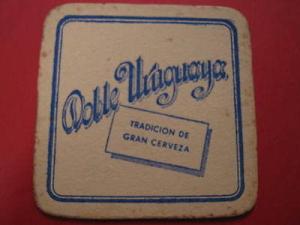 Doble Uruguaya
TRADICION DE
GRAN CERVEZA